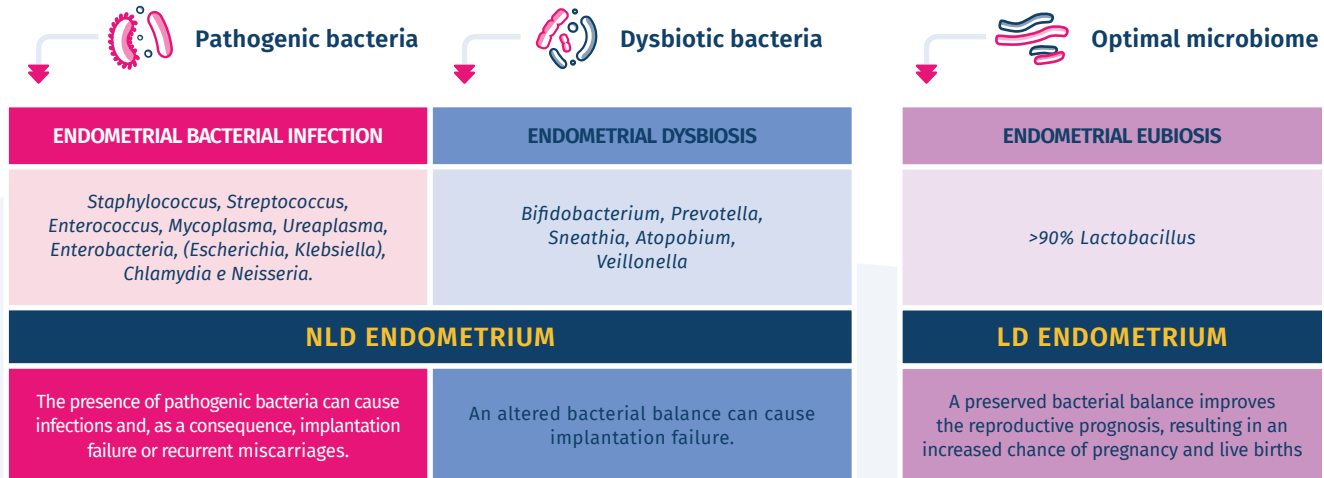 Pathogenic bacteria
Dysbiotic bacteria
Optimal microbiome
ENDOMETRIAL BACTERIAL INFECTION
ENDOMETRIAL DYSBIOSIS
ENDOMETRIAL EUBIOSIS
Staphylococcus, Streptococcus,
Enterococcus, Mycoplasma, Ureaplasma,
Enterobacteria, (Escherichia, Klebsiella),
Chlamydia e Neisseria.
Bifidobacterium, Prevotella,
Sneathia, Atopobium,
Veillonella
>90% Lactobacillus
NLD ENDOMETRIUM
LD ENDOMETRIUM
The presence of pathogenic bacteria can cause
infections and, as a consequence, implantation
failure or recurrent miscarriages.
An altered bacterial balance can cause
implantation failure.
A preserved bacterial balance improves
the reproductive prognosis, resulting in an
increased chance of pregnancy and live births